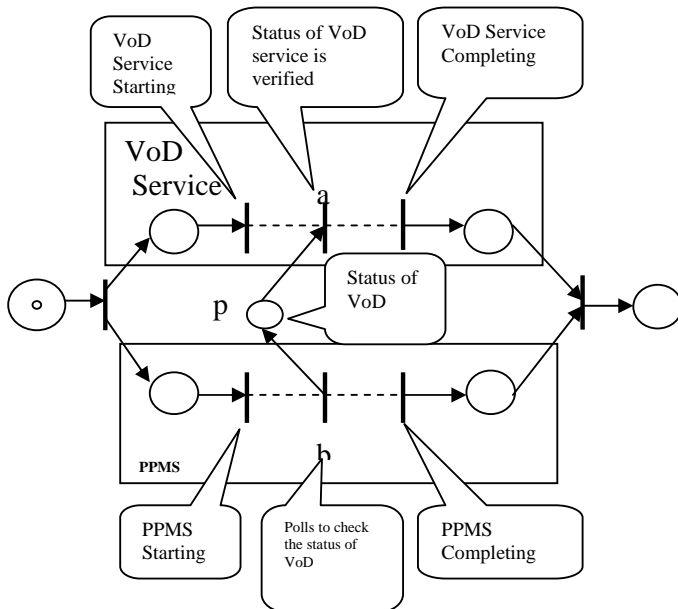 VoD
Service
Starting
Status of VoD
service is
verified
VoD Service
Completing
VoD
Service
a
p
Status of
VoD
b
PPMS
PPMS
Starting
Polls to check
the status of
VoD
PPMS
Completing